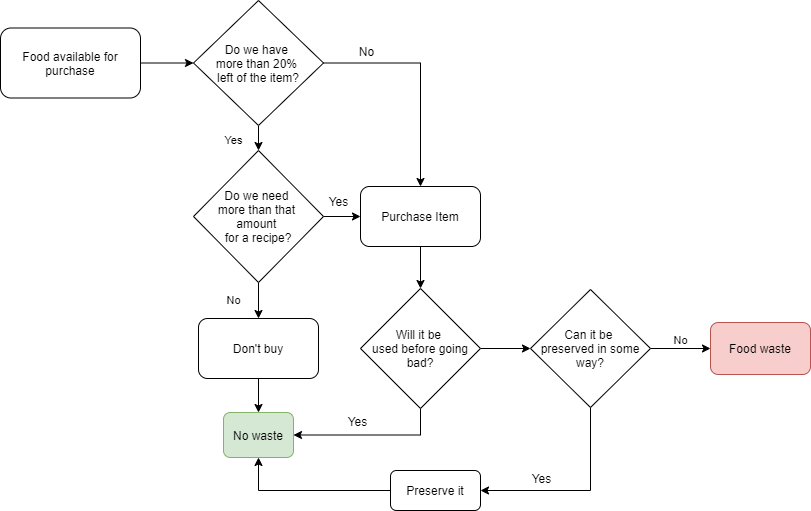 Food available for
purchase
Do we have
more than 20%
left of the item?
No
Yes
Do we need
more than that
amount
for a recipe?
Yes
Purchase Item
No
Don't buy
Will it be
used before going
bad?
Can it be
preserved in some
way?
No
Food waste
Yes
No waste
Yes
Preserve it